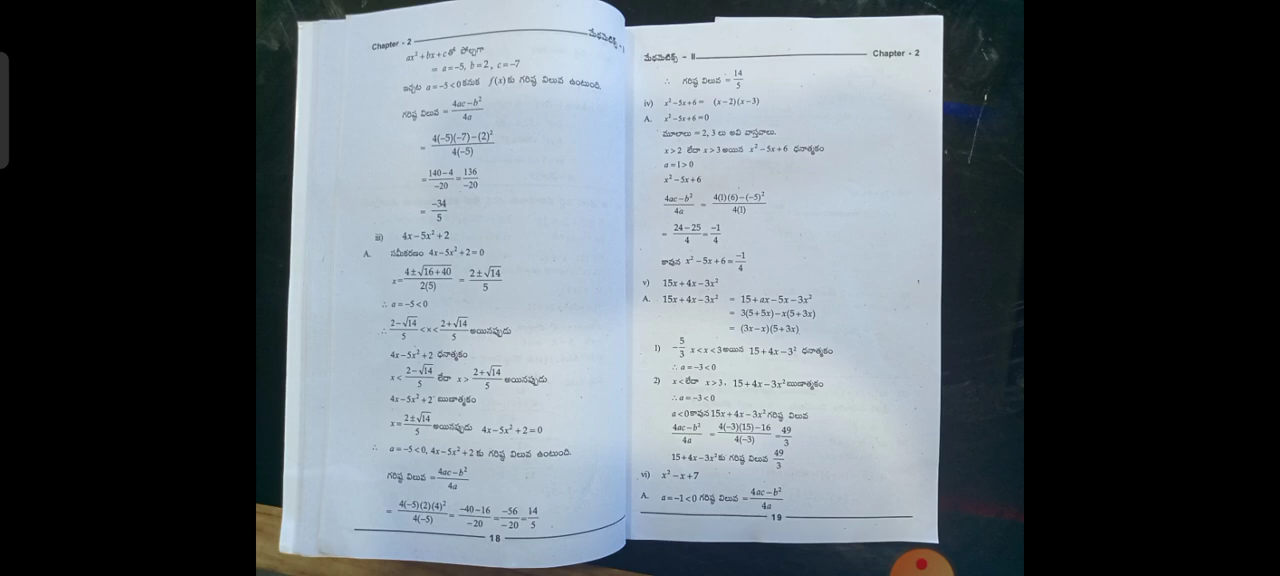 Chapter - 2
మేథమెటిక్స్ - I
ax² + bx + c తో పోల్చగా
= a = –5, b = 2, c = –7
ఇచ్చట a = –5 < 0 కనుక f(x) కు గరిష్ట విలువ ఉంటుంది.
గరిష్ట విలువ = (4ac – b²)/(4a)
= (4(–5)(–7) – (2)²)/(4(–5))
= (140 – 4)/(–20) = 136/(–20)
= –34/5
iii) 4x – 5x² + 2
A. సమీకరణం 4x – 5x² + 2 = 0
x = (4 ± √(16 + 40))/(2(5)) = (2 ± √14)/5
∴ a = –5 < 0
∴ (2 – √14)/5 < x < (2 + √14)/5 అయినప్పుడు
4x – 5x² + 2 ధనాత్మకం
x < (2 – √14)/5 లేదా x > (2 + √14)/5 అయినప్పుడు
4x – 5x² + 2 ఋణాత్మకం
x = (2 ± √14)/5 అయినప్పుడు 4x – 5x² + 2 = 0
∴ a = –5 < 0, 4x – 5x² + 2 కు గరిష్ట విలువ ఉంటుంది.
గరిష్ట విలువ = (4ac – b²)/(4a)
= (4(–5)(2)(4)²)/(4(–5)) = (–40 – 16)/(–20) = (–56)/(–20) = 14/5
18
మేథమెటిక్స్ - II
Chapter - 2
∴ గరిష్ట విలువ = 14/5
iv) x² – 5x + 6 = (x – 2)(x – 3)
A. x² – 5x + 6 = 0
మూలాలు = 2, 3 లు అవి వాస్తవాలు.
x > 2 లేదా x > 3 అయిన x² – 5x + 6 ధనాత్మకం
a = 1 > 0
x² – 5x + 6
(4ac – b²)/(4a) = (4(1)(6) – (–5)²)/(4(1))
= (24 – 25)/4 = –1/4
కావున x² – 5x + 6 = –1/4
v) 15x + 4x – 3x²
A. 15x + 4x – 3x² = 15 + ax – 5x – 3x²
= 3(5 + 5x) – x(5 + 3x)
= (3x – x)(5 + 3x)
1) –5/3 x < x < 3 అయిన 15 + 4x – 3² ధనాత్మకం
∴ a = –3 < 0
2) x < లేదా x > 3, 15 + 4x – 3x² ఋణాత్మకం
∴ a = –3 < 0
a < 0 కావున 15x + 4x – 3x² గరిష్ట విలువ
(4ac – b²)/(4a) = (4(–3)(15) – 16)/(4(–3)) = 49/3
15 + 4x – 3x² కు గరిష్ట విలువ 49/3
vi) x² – x + 7
A. a = –1 < 0 గరిష్ట విలువ = (4ac – b²)/(4a)
19